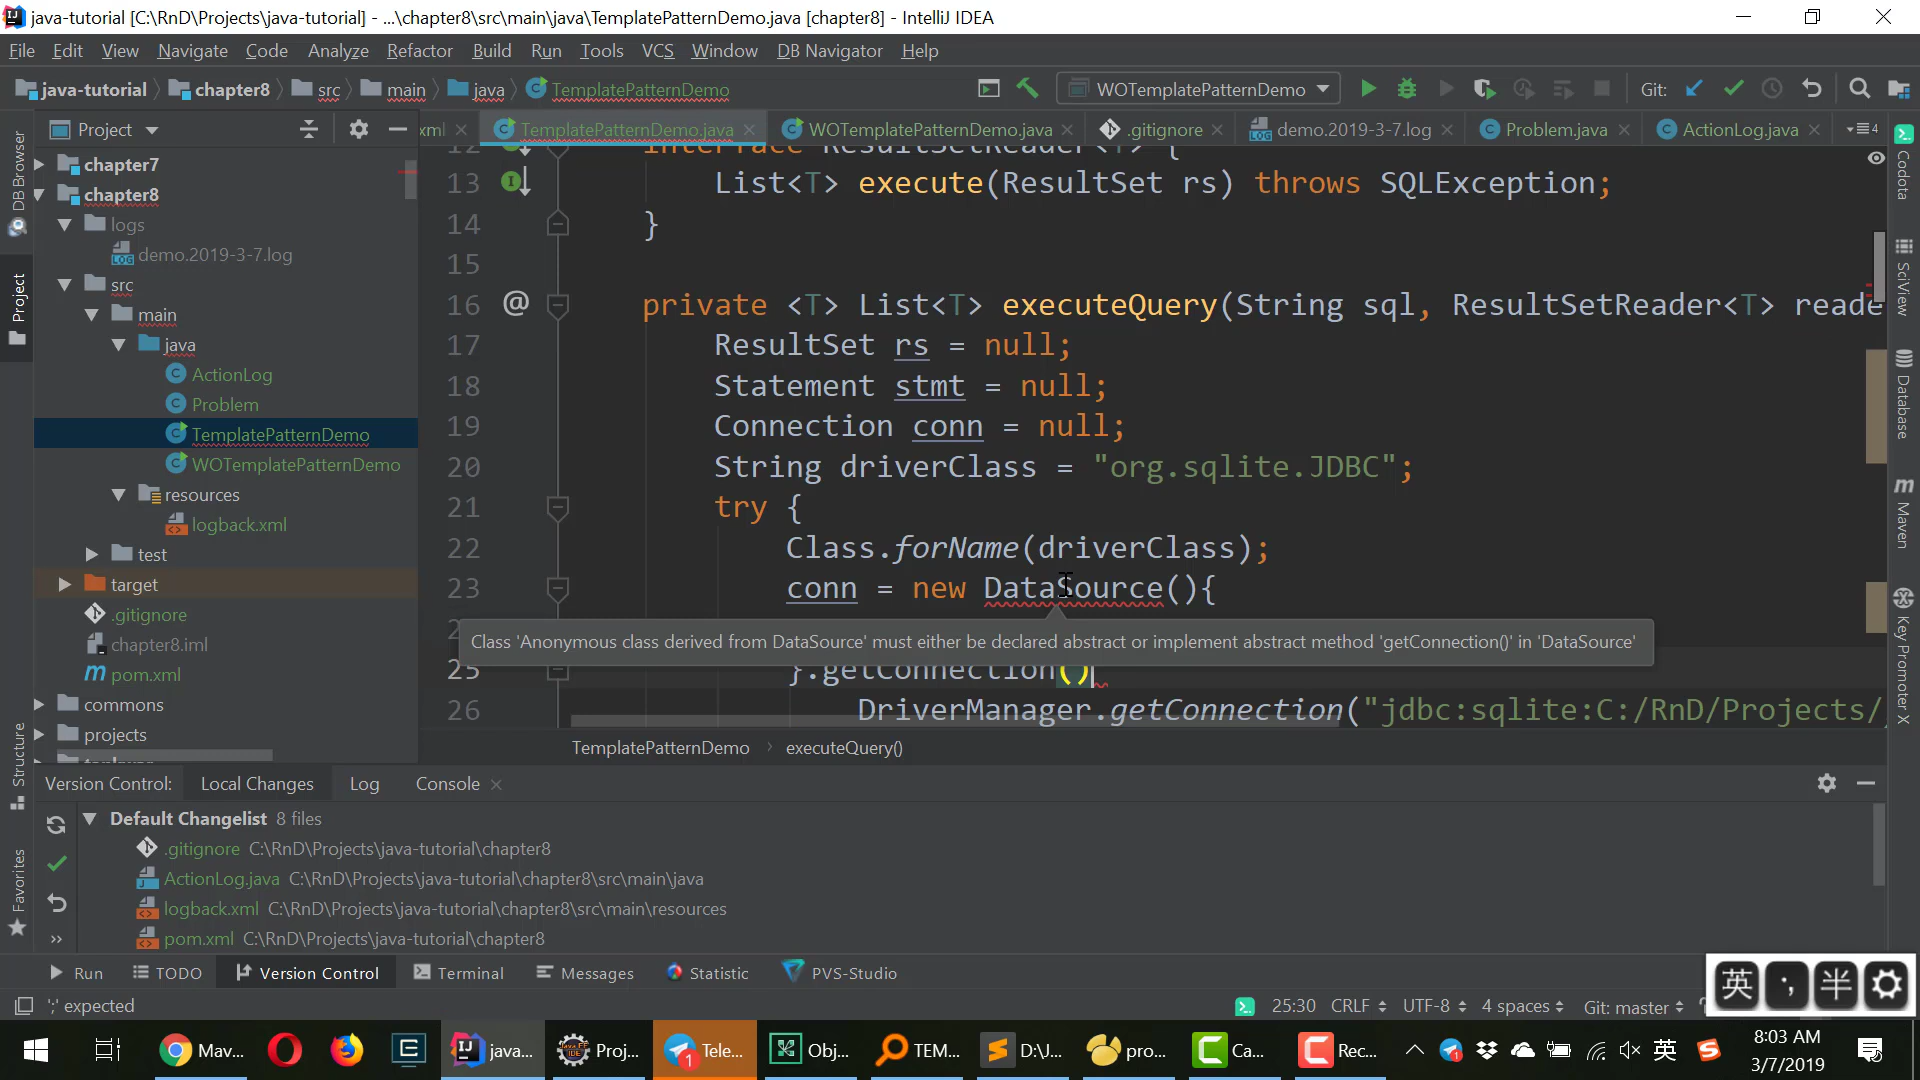 java-tutorial [C:\RnD\Projects\java-tutorial] - ...\chapter8\src\main\java\TemplatePatternDemo.java [chapter8] - IntelliJ IDEA
File Edit View Navigate Code Analyze Refactor Build Run Tools VCS Window DB Navigator Help
java-tutorial chapter8 src main java TemplatePatternDemo WOTemplatePatternDemo Git:
Project
xml TemplatePatternDemo.java WOTemplatePatternDemo.java .gitignore demo.2019-3-7.log Problem.java ActionLog.java 4
DB Browser
Project
Structure
Favorites
chapter7
chapter8
logs
demo.2019-3-7.log
src
main
java
ActionLog
Problem
TemplatePatternDemo
WOTemplatePatternDemo
resources
logback.xml
test
target
.gitignore
chapter8.iml
pom.xml
commons
projects
12 interface ResultSetReader<T> {
13 List<T> execute(ResultSet rs) throws SQLException;
14 }
15
16 @ private <T> List<T> executeQuery(String sql, ResultSetReader<T> reade
17 ResultSet rs = null;
18 Statement stmt = null;
19 Connection conn = null;
20 String driverClass = "org.sqlite.JDBC";
21 try {
22 Class.forName(driverClass);
23 conn = new DataSource(){
Class 'Anonymous class derived from DataSource' must either be declared abstract or implement abstract method 'getConnection()' in 'DataSource'
25 }.getConnection()
26 DriverManager.getConnection("jdbc:sqlite:C:/RnD/Projects/
TemplatePatternDemo executeQuery()
Codota
SciView
Database
Maven
Key Promoter X
Version Control: Local Changes Log Console
Default Changelist 8 files
.gitignore C:\RnD\Projects\java-tutorial\chapter8
ActionLog.java C:\RnD\Projects\java-tutorial\chapter8\src\main\java
logback.xml C:\RnD\Projects\java-tutorial\chapter8\src\main\resources
pom.xml C:\RnD\Projects\java-tutorial\chapter8
Run TODO Version Control Terminal Messages Statistic PVS-Studio
';' expected 25:30 CRLF UTF-8 4 spaces Git: master
英 半
Mav... java... Proj... Tele... Obj... TEM... D:\J... pro... Ca... Rec... 英
8:03 AM
3/7/2019